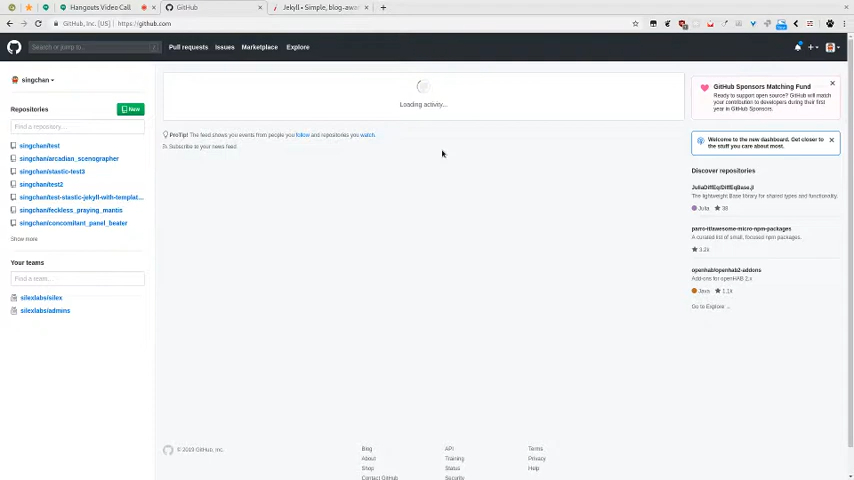 Hangouts Video Call
GitHub
Jekyll • Simple, blog-awar
GitHub, Inc. [US]
https://github.com
Search or jump to...
Pull requests
Issues
Marketplace
Explore
singchan
Repositories
New
Find a repository...
singchan/test
singchan/arcadian_scenographer
singchan/stastic-test3
singchan/test2
singchan/test-stastic-jekyll-with-templat...
singchan/feckless_praying_mantis
singchan/concomitant_panel_beater
Show more
Your teams
Find a team...
silexlabs/silex
silexlabs/admins
Loading activity...
ProTip! The feed shows you events from people you follow and repositories you watch.
Subscribe to your news feed
GitHub Sponsors Matching Fund
Ready to support open source? GitHub will match
your contribution to developers during their first
year in GitHub Sponsors.
Welcome to the new dashboard. Get closer to
the stuff you care about most.
Discover repositories
JuliaDiffEq/DiffEqBase.jl
The lightweight Base library for shared types and functionality.
Julia
38
parro-it/awesome-micro-npm-packages
A curated list of small, focused npm packages.
3.2k
openhab/openhab2-addons
Add-ons for openHAB 2.x
Java
1.1k
Go to Explore →
© 2019 GitHub, Inc.
Blog
About
Shop
Contact GitHub
API
Training
Status
Security
Terms
Privacy
Help